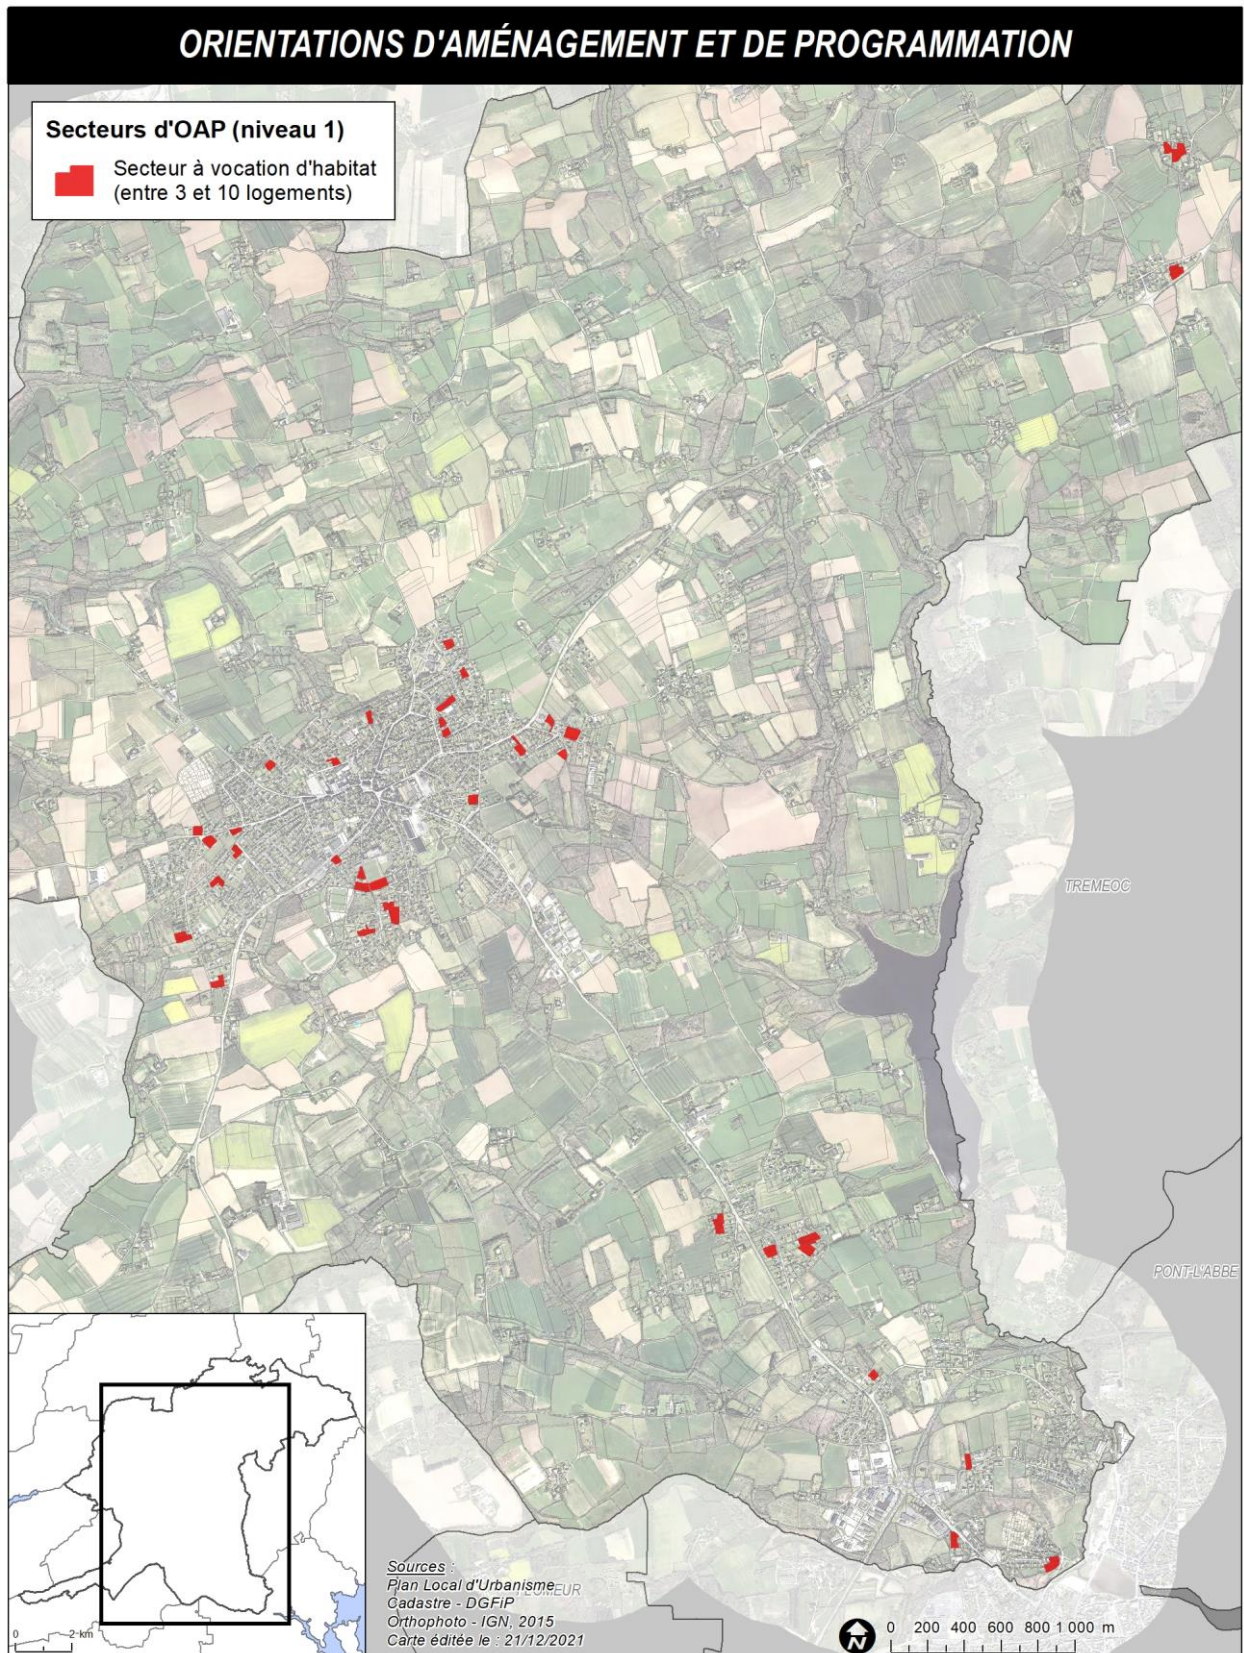 ORIENTATIONS D'AMÉNAGEMENT ET DE PROGRAMMATION
Secteurs d'OAP (niveau 1)
Secteur à vocation d'habitat
(entre 3 et 10 logements)
TREMEOC
PONT-L'ABBE
Sources :
Plan Local d'Urbanisme
Cadastre - DGFiP
Orthophoto - IGN, 2015
Carte éditée le : 21/12/2021
0 2 km
N
0 200 400 600 800 1 000 m